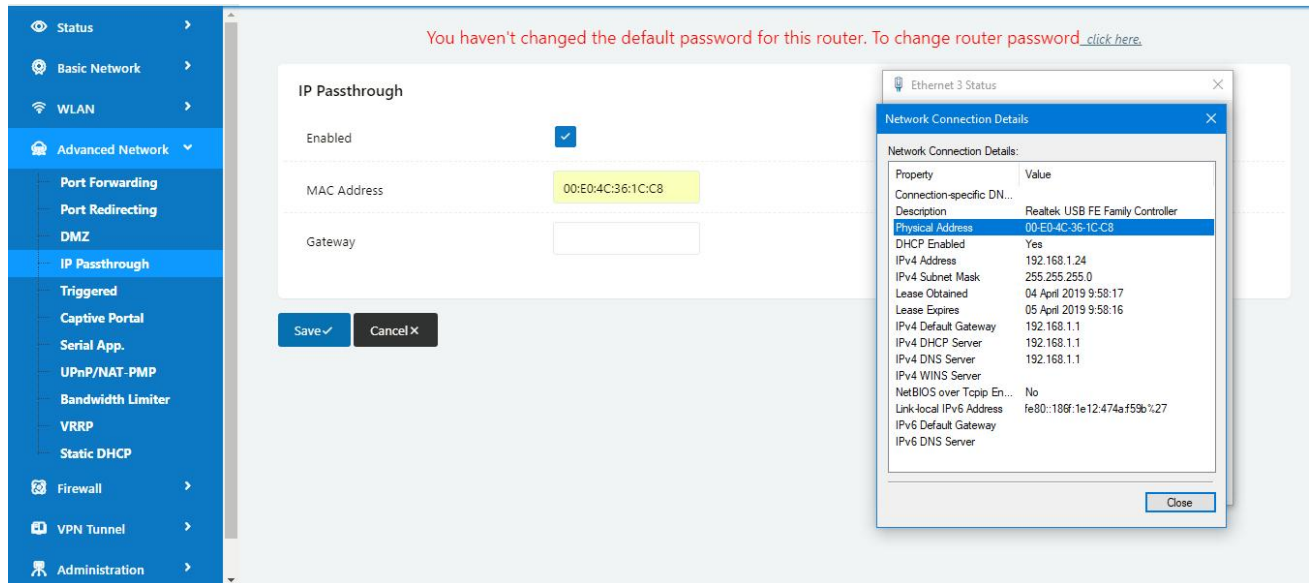 Status
Basic Network
WLAN
Advanced Network
Port Forwarding
Port Redirecting
DMZ
IP Passthrough
Triggered
Captive Portal
Serial App.
UPnP/NAT-PMP
Bandwidth Limiter
VRRP
Static DHCP
Firewall
VPN Tunnel
Administration
You haven't changed the default password for this router. To change router password click here.
IP Passthrough
Enabled
MAC Address 00:E0:4C:36:1C:C8
Gateway
Save Cancel
Ethernet 3 Status
Network Connection Details
Network Connection Details:
Property Value
Connection-specific DN...
Description Realtek USB FE Family Controller
Physical Address 00-E0-4C-36-1C-C8
DHCP Enabled Yes
IPv4 Address 192.168.1.24
IPv4 Subnet Mask 255.255.255.0
Lease Obtained 04 April 2019 9:58:17
Lease Expires 05 April 2019 9:58:16
IPv4 Default Gateway 192.168.1.1
IPv4 DHCP Server 192.168.1.1
IPv4 DNS Server 192.168.1.1
IPv4 WINS Server
NetBIOS over Tcpip En... No
Link-local IPv6 Address fe80::186f:1e12:474a:f59b%27
IPv6 Default Gateway
IPv6 DNS Server
Close